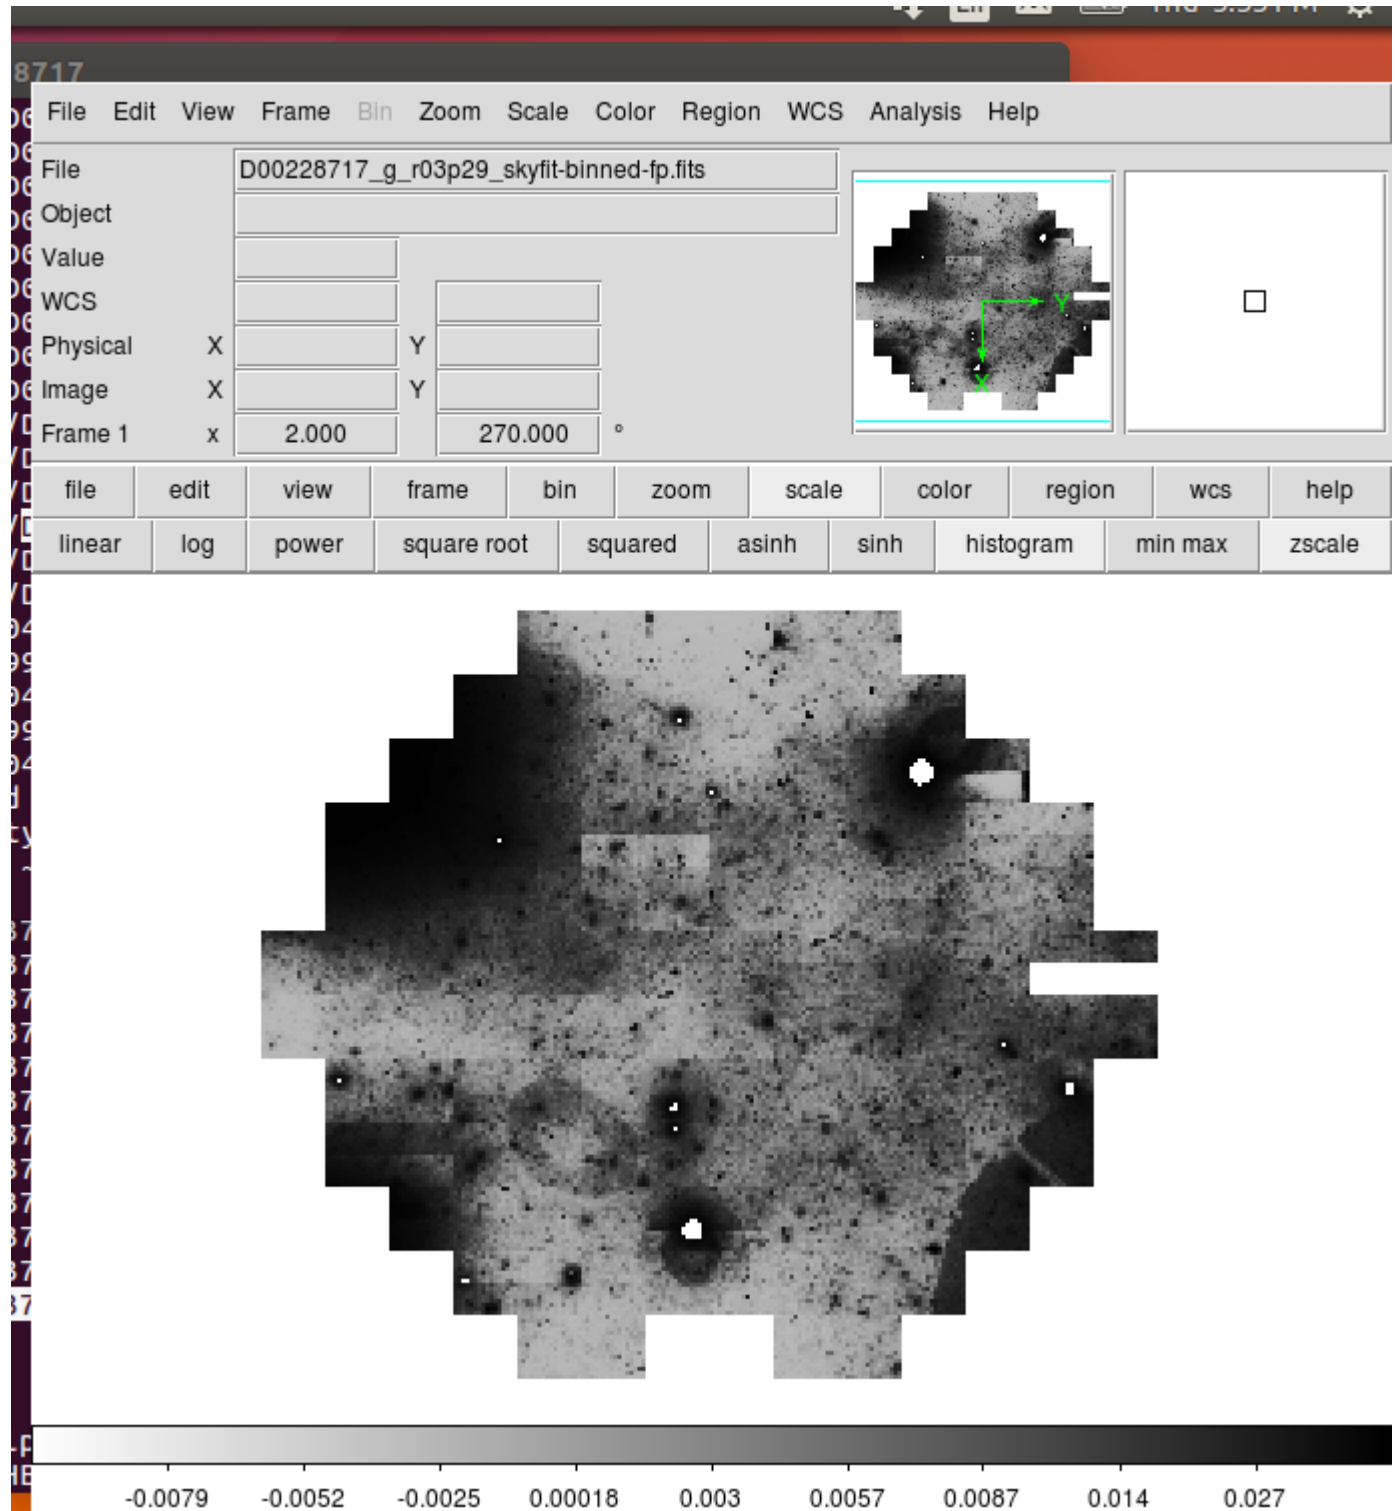 8717
File Edit View Frame Bin Zoom Scale Color Region WCS Analysis Help
File D00228717_g_r03p29_skyfit-binned-fp.fits
Object
Value
WCS
Physical X Y
Image X Y
Frame 1 x 2.000 270.000 °
Y
X
file edit view frame bin zoom scale color region wcs help
linear log power square root squared asinh sinh histogram min max zscale
-0.0079 -0.0052 -0.0025 0.00018 0.003 0.0057 0.0087 0.014 0.027